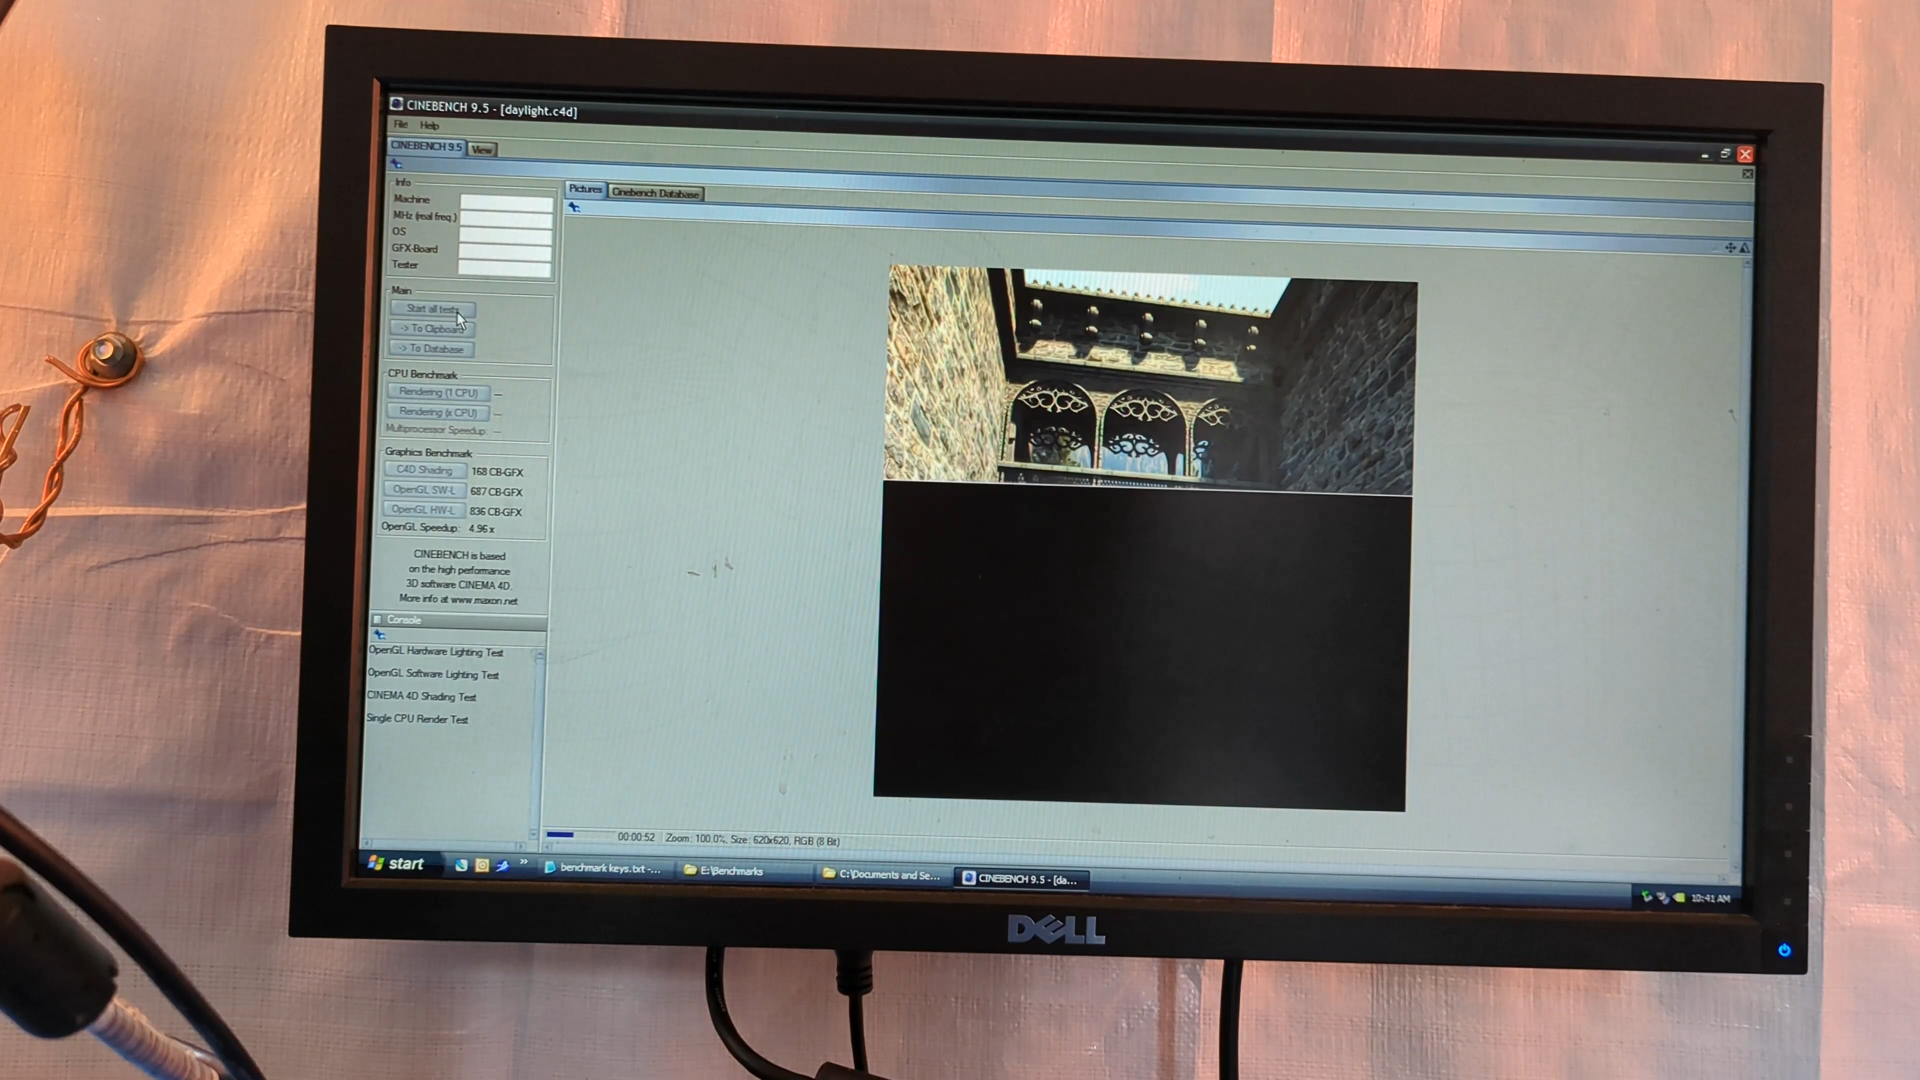 CINEBENCH 9.5 - [daylight.c4d]
File Help
CINEBENCH 9.5 View
Info
Machine
MHz (real freq.)
OS
GFX-Board
Tester
Pictures Cinebench Database
Main
Start all tests
-> To Clipboard
-> To Database
CPU Benchmark
Rendering (1 CPU) ---
Rendering (x CPU) ---
Multiprocessor Speedup: ---
Graphics Benchmark
C4D Shading 168 CB-GFX
OpenGL SW-L 687 CB-GFX
OpenGL HW-L 836 CB-GFX
OpenGL Speedup: 4.96 x
CINEBENCH is based
on the high performance
3D software CINEMA 4D.
More info at www.maxon.net
Console
OpenGL Hardware Lighting Test
OpenGL Software Lighting Test
CINEMA 4D Shading Test
Single CPU Render Test
00:00:52 Zoom: 100.0%, Size: 620x620, RGB (8 Bit)
start » benchmark keys.txt -... E:\Benchmarks C:\Documents and Se... CINEBENCH 9.5 - [da... 10:41 AM
DELL